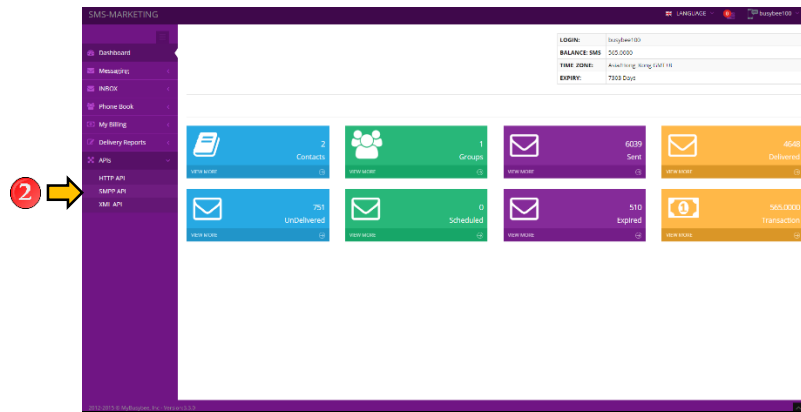 SMS-MARKETING
LANGUAGE
busybee100
LOGIN: busybee100
BALANCE: SMS 565.0000
TIME ZONE:
EXPIRY: 7303 Days
Dashboard
Messaging
INBOX
Phone Book
My Billing
Delivery Reports
APIs
HTTP API
SMPP API
XML API
2
2
Contacts
VIEW MORE
1
Groups
VIEW MORE
6039
Sent
VIEW MORE
4648
Delivered
VIEW MORE
751
UnDelivered
VIEW MORE
0
Scheduled
VIEW MORE
510
Expired
VIEW MORE
565.0000
Transaction
VIEW MORE